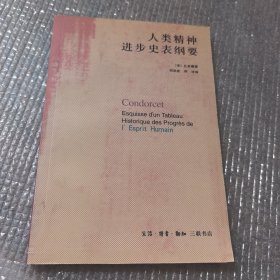 人类精神
进步史表纲要
Condorcet
Esquisse d'un Tableau
Historique des Progrès de
l' Esprit Humain
生活·读书·新知 三联书店